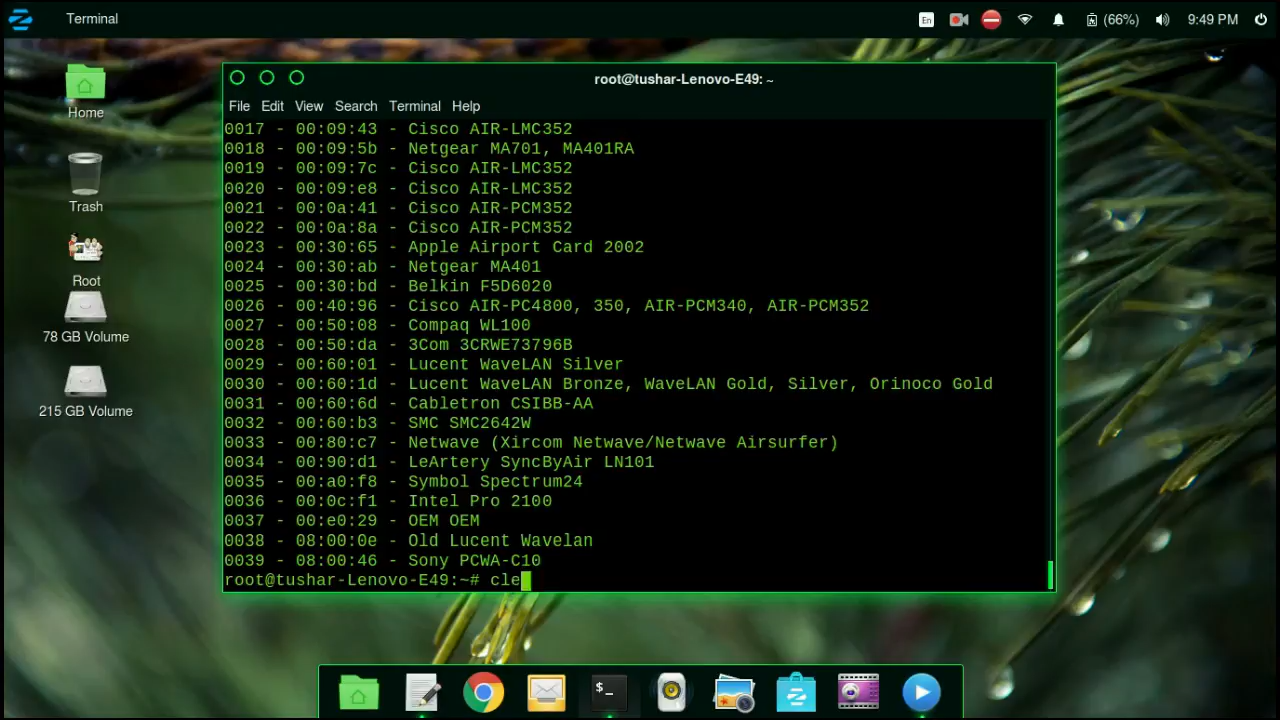 Terminal
En
(66%)
9:49 PM
Home
Trash
Root
78 GB Volume
215 GB Volume
root@tushar-Lenovo-E49: ~
File Edit View Search Terminal Help
0017 - 00:09:43 - Cisco AIR-LMC352
0018 - 00:09:5b - Netgear MA701, MA401RA
0019 - 00:09:7c - Cisco AIR-LMC352
0020 - 00:09:e8 - Cisco AIR-LMC352
0021 - 00:0a:41 - Cisco AIR-PCM352
0022 - 00:0a:8a - Cisco AIR-PCM352
0023 - 00:30:65 - Apple Airport Card 2002
0024 - 00:30:ab - Netgear MA401
0025 - 00:30:bd - Belkin F5D6020
0026 - 00:40:96 - Cisco AIR-PC4800, 350, AIR-PCM340, AIR-PCM352
0027 - 00:50:08 - Compaq WL100
0028 - 00:50:da - 3Com 3CRWE73796B
0029 - 00:60:01 - Lucent WaveLAN Silver
0030 - 00:60:1d - Lucent WaveLAN Bronze, WaveLAN Gold, Silver, Orinoco Gold
0031 - 00:60:6d - Cabletron CSIBB-AA
0032 - 00:60:b3 - SMC SMC2642W
0033 - 00:80:c7 - Netwave (Xircom Netwave/Netwave Airsurfer)
0034 - 00:90:d1 - LeArtery SyncByAir LN101
0035 - 00:a0:f8 - Symbol Spectrum24
0036 - 00:0c:f1 - Intel Pro 2100
0037 - 00:e0:29 - OEM OEM
0038 - 08:00:0e - Old Lucent Wavelan
0039 - 08:00:46 - Sony PCWA-C10
root@tushar-Lenovo-E49:~# cle